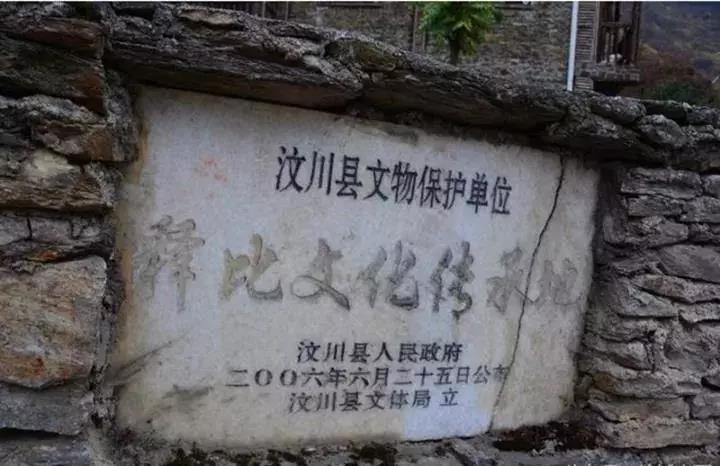 汶川县文物保护单位
释比文化传承地
汶川县人民政府
二〇〇六年六月二十五日公布
汶川县文体局 立